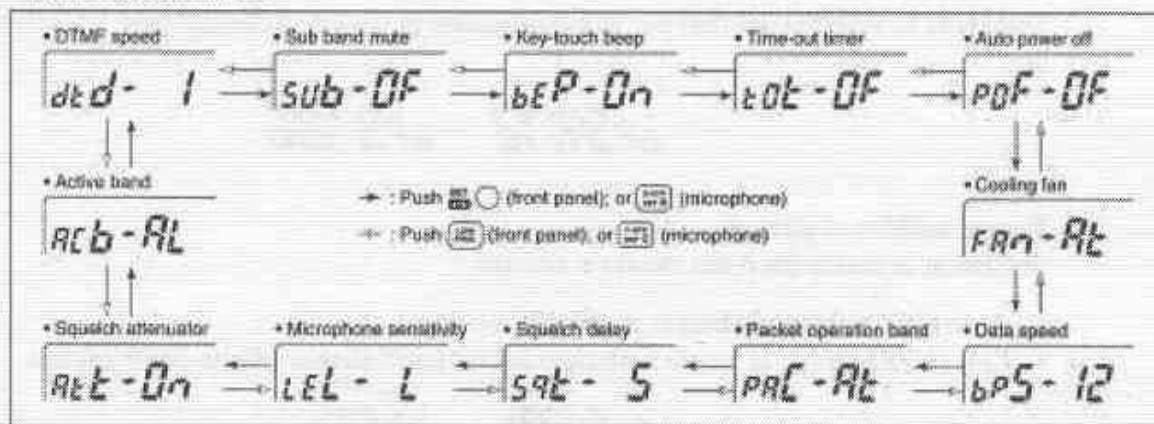 • DTMF speed • Sub band mute • Key-touch beep • Time-out timer • Auto power off
dtd - 1 SUb - OF bEP - On tOt - OF POF - OF
• Active band • Cooling fan
ACb - AL FAn - At
: Push (front panel); or (microphone)
: Push (front panel); or (microphone)
• Squelch attenuator • Microphone sensitivity • Squelch delay • Packet operation band • Data speed
Att - On LEL - L Sqt - S PAC - At bPS - 12